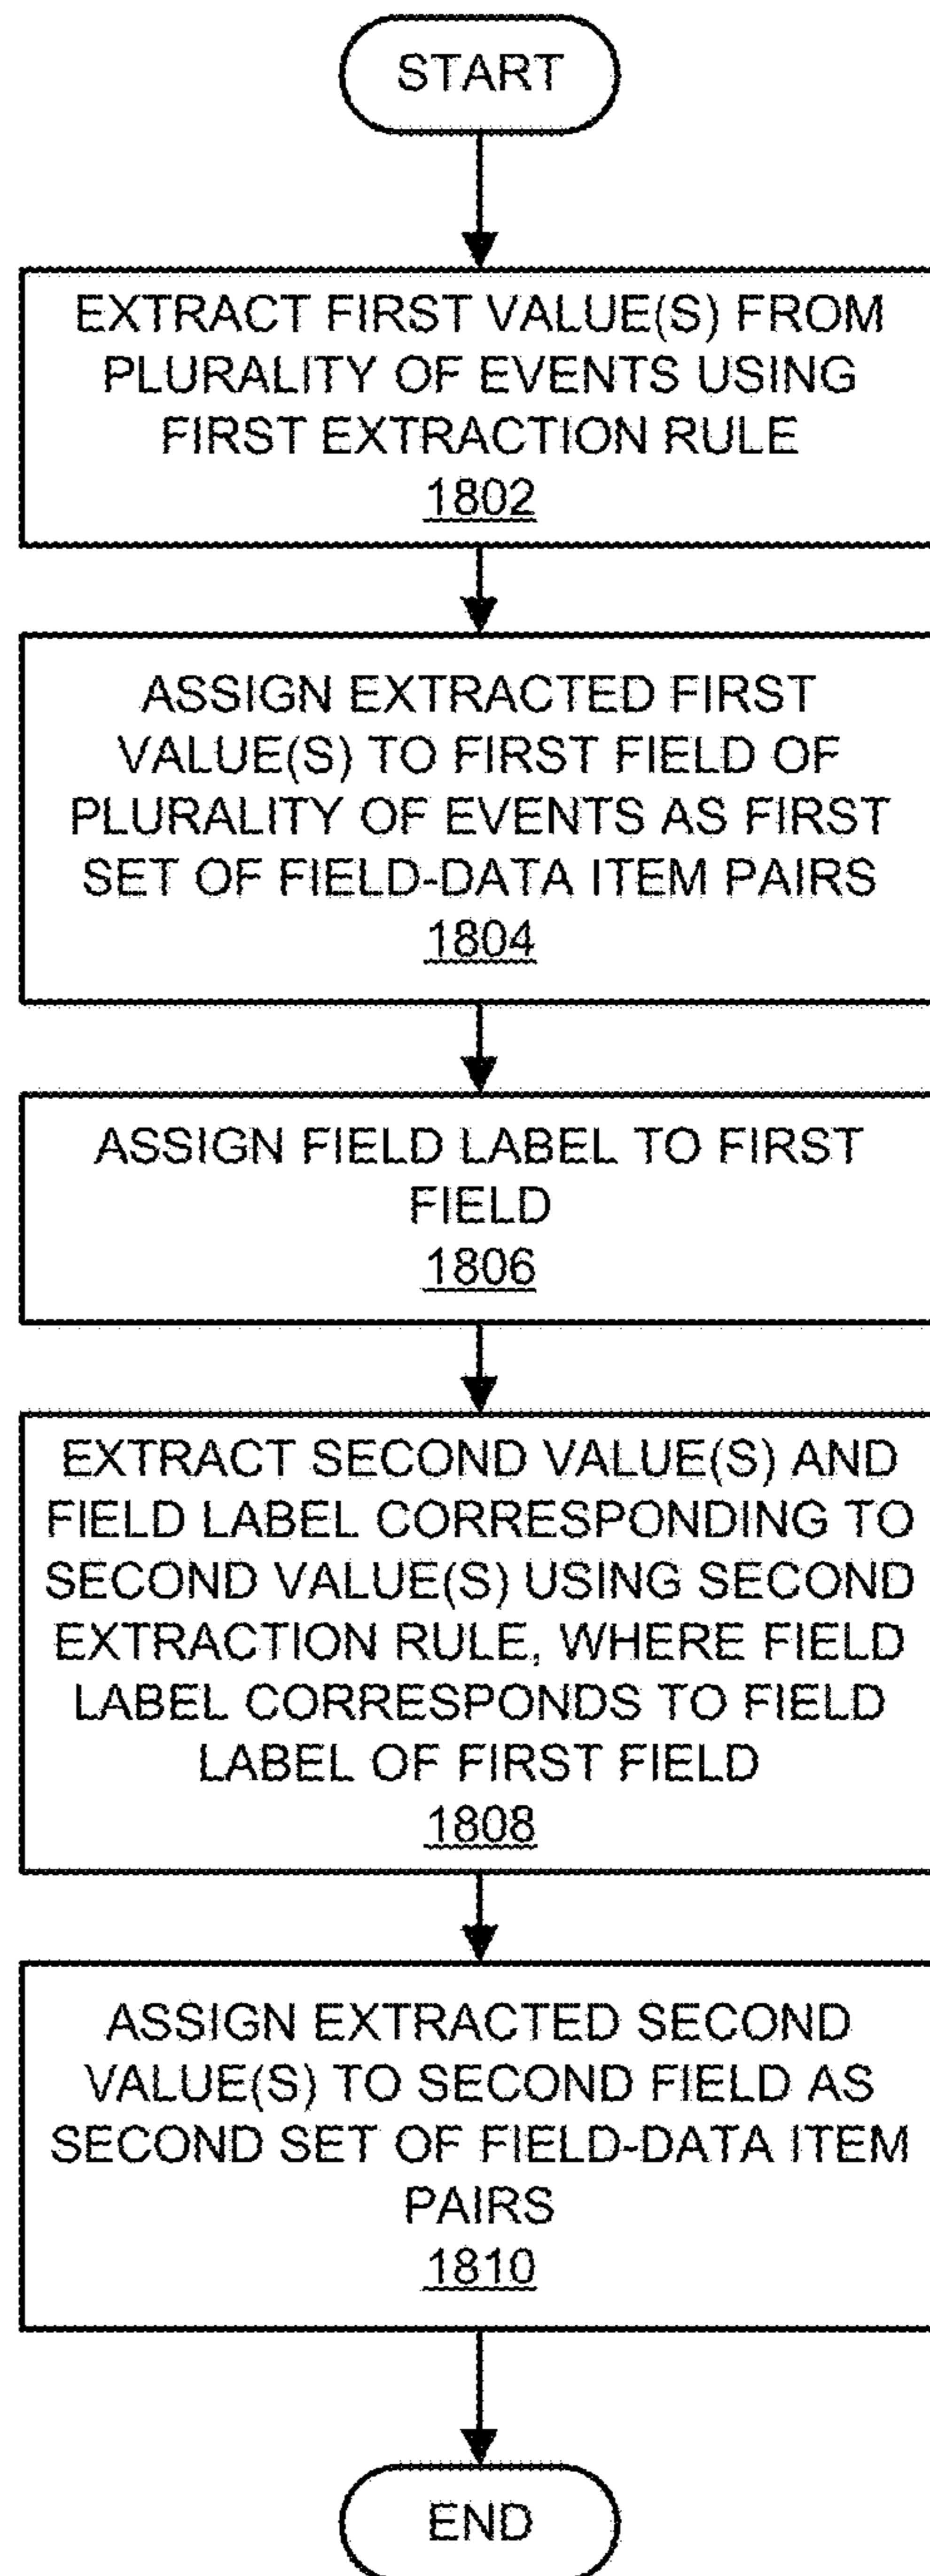 START
EXTRACT FIRST VALUE(S) FROM
PLURALITY OF EVENTS USING
FIRST EXTRACTION RULE
1802
ASSIGN EXTRACTED FIRST
VALUE(S) TO FIRST FIELD OF
PLURALITY OF EVENTS AS FIRST
SET OF FIELD-DATA ITEM PAIRS
1804
ASSIGN FIELD LABEL TO FIRST
FIELD
1806
EXTRACT SECOND VALUE(S) AND
FIELD LABEL CORRESPONDING TO
SECOND VALUE(S) USING SECOND
EXTRACTION RULE, WHERE FIELD
LABEL CORRESPONDS TO FIELD
LABEL OF FIRST FIELD
1808
ASSIGN EXTRACTED SECOND
VALUE(S) TO SECOND FIELD AS
SECOND SET OF FIELD-DATA ITEM
PAIRS
1810
END